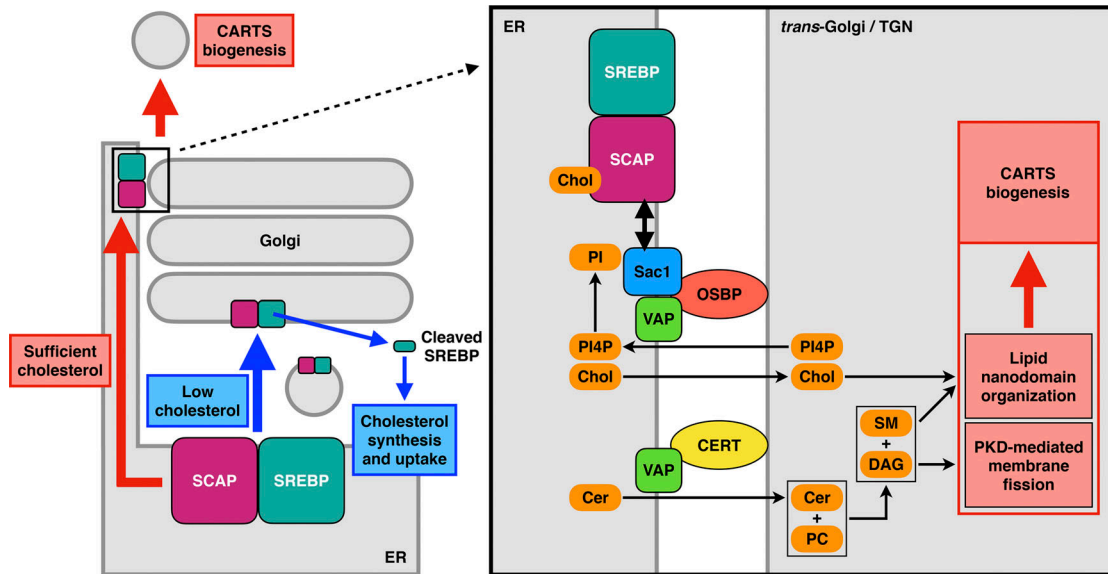 CARTS
biogenesis
Golgi
Sufficient
cholesterol
Low
cholesterol
Cleaved
SREBP
Cholesterol
synthesis
and uptake
SCAP
SREBP
ER
ER
trans-Golgi / TGN
SREBP
SCAP
Chol
PI
Sac1
OSBP
VAP
PI4P
PI4P
Chol
Chol
CERT
VAP
Cer
Cer
+
PC
SM
+
DAG
CARTS
biogenesis
Lipid
nanodomain
organization
PKD-mediated
membrane
fission